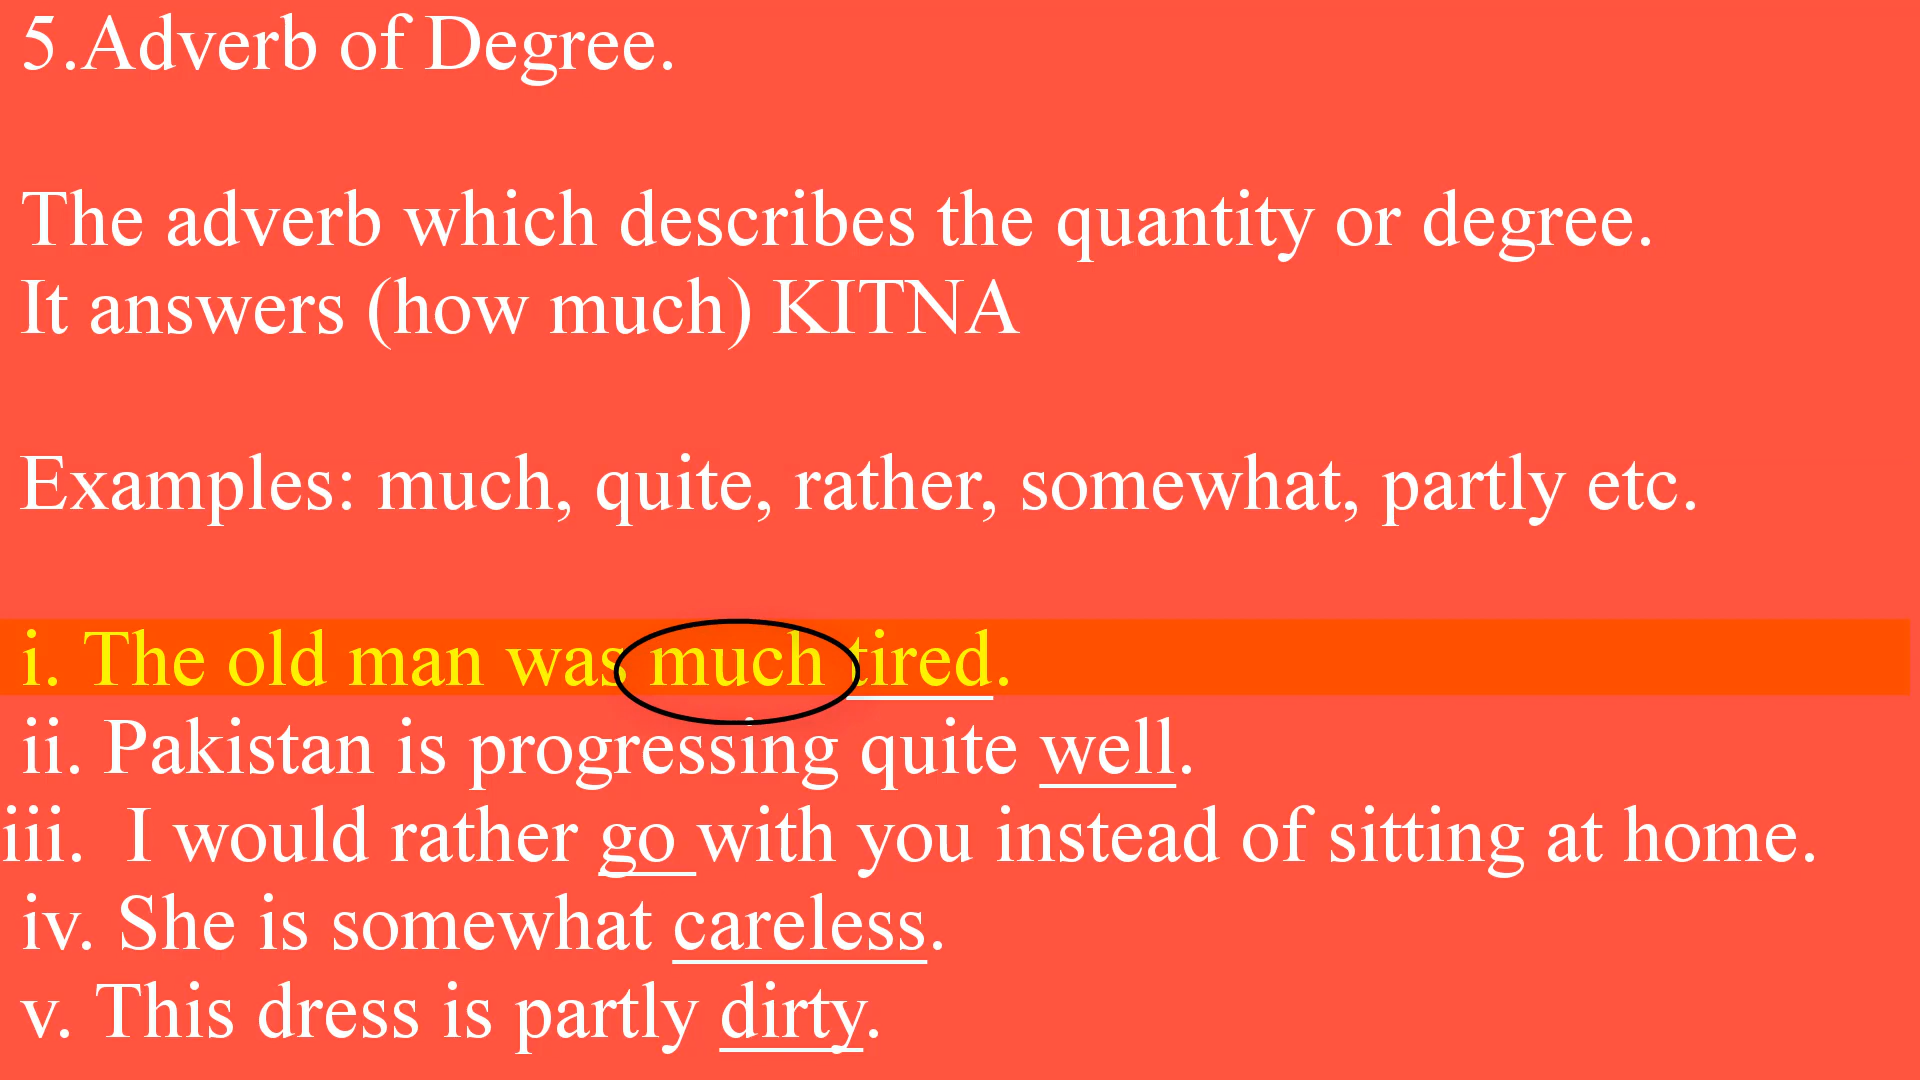 5.Adverb of Degree.
The adverb which describes the quantity or degree.
It answers (how much) KITNA
Examples: much, quite, rather, somewhat, partly etc.
i. The old man was much tired.
ii. Pakistan is progressing quite well.
iii. I would rather go with you instead of sitting at home.
iv. She is somewhat careless.
v. This dress is partly dirty.